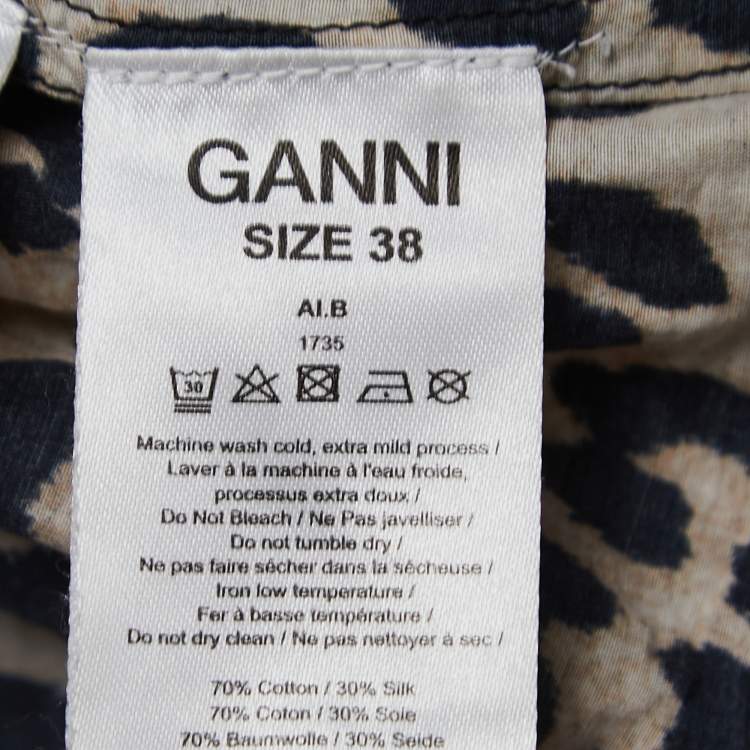 GANNI
SIZE 38
AI.B
1735
30
Machine wash cold, extra mild process /
Laver à la machine à l'eau froide,
processus extra doux /
Do Not Bleach / Ne Pas javelliser /
Do not tumble dry /
Ne pas faire sécher dans la sécheuse /
Iron low temperature /
Fer à basse température /
Do not dry clean / Ne pas nettoyer à sec /
70% Cotton / 30% Silk
70% Coton / 30% Soie
70% Baumwolle / 30% Seide